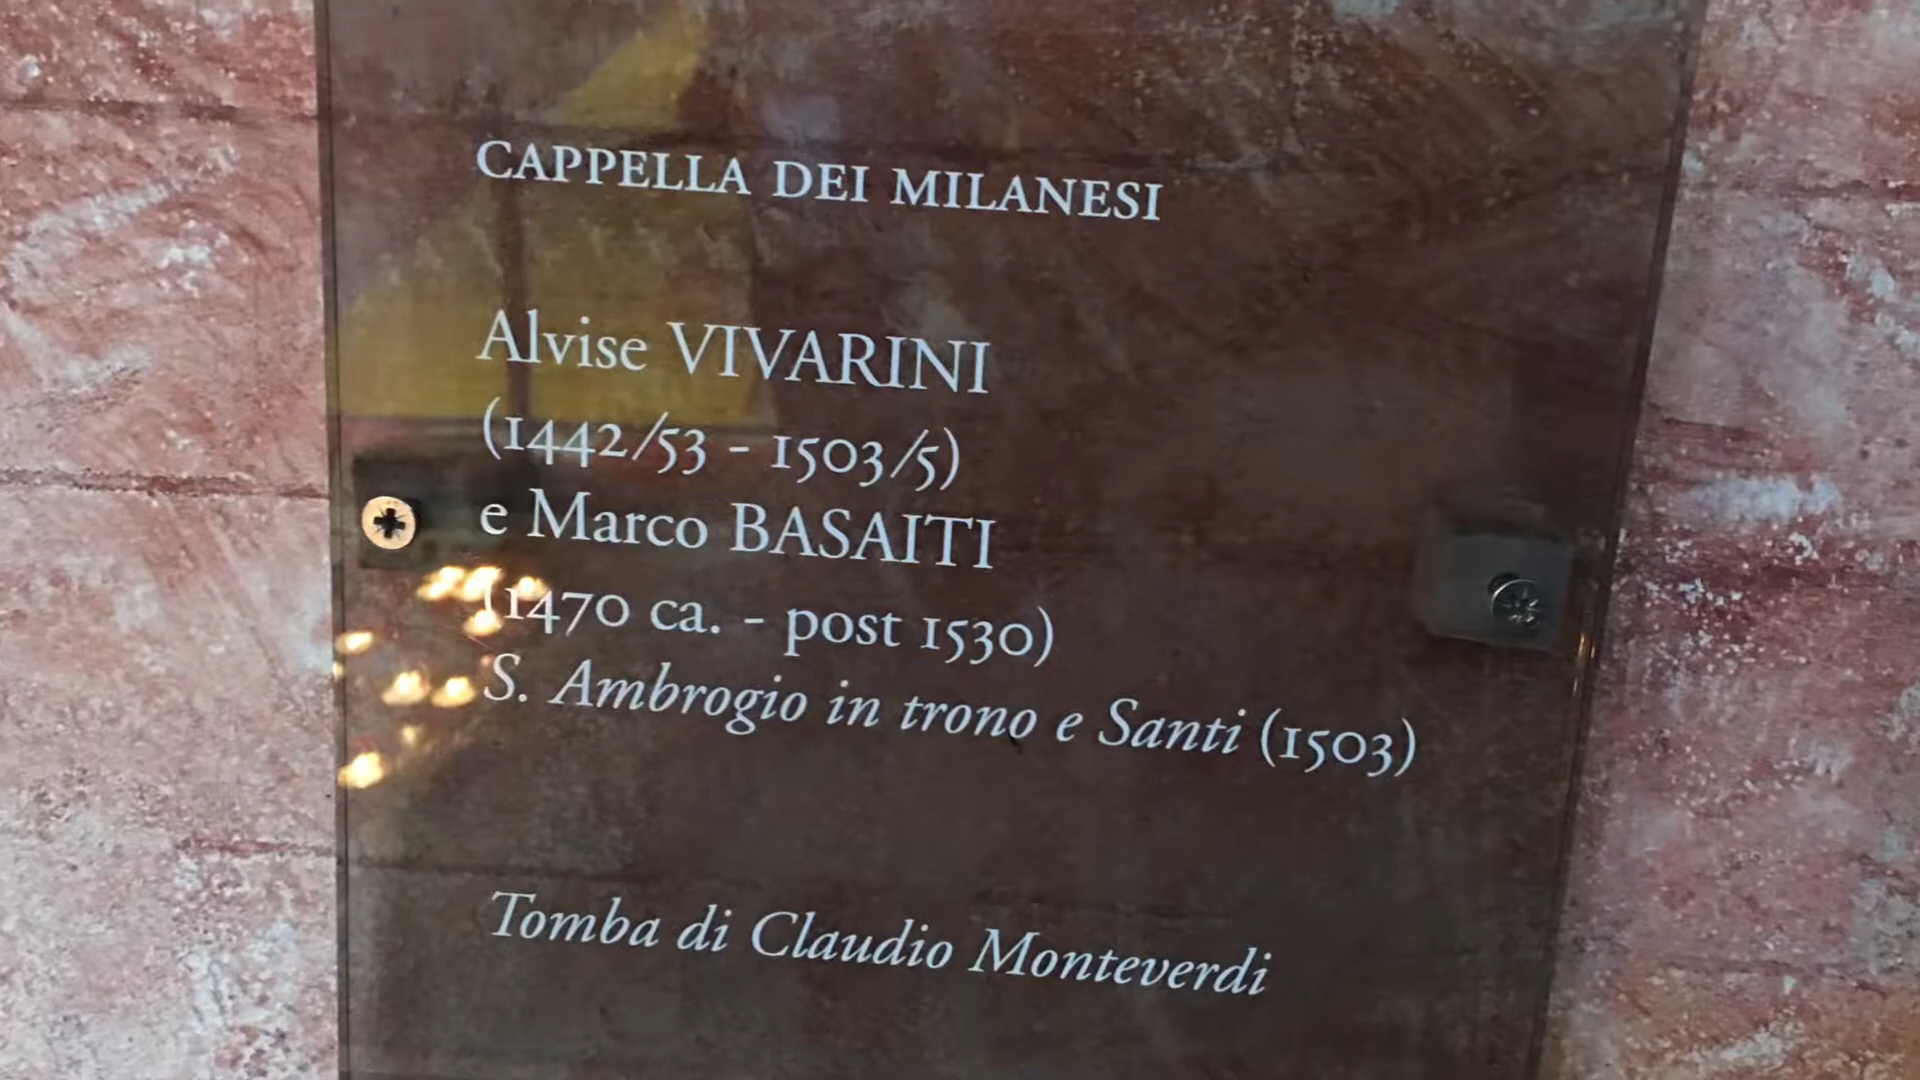 CAPPELLA DEI MILANESI
Alvise VIVARINI
(1442/53 - 1503/5)
e Marco BASAITI
(1470 ca. - post 1530)
S. Ambrogio in trono e Santi (1503)
Tomba di Claudio Monteverdi